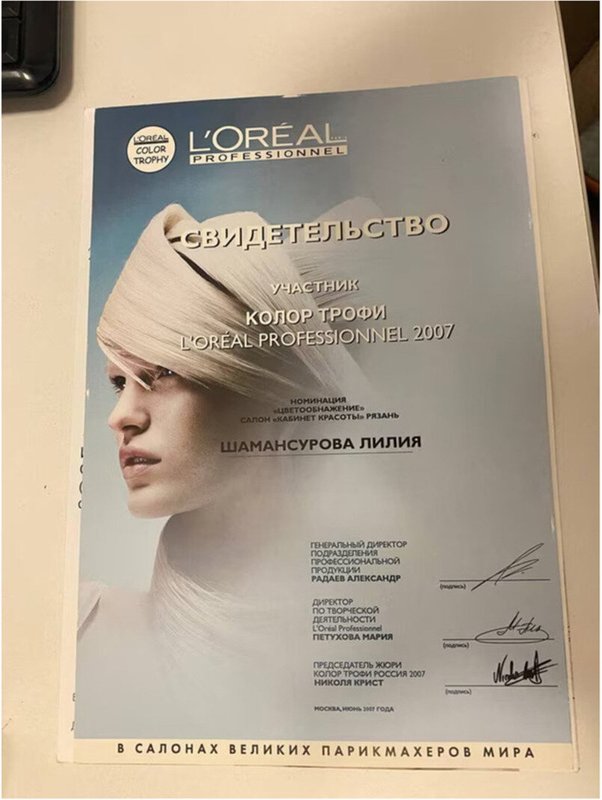 L'ORÉAL
COLOR
TROPHY
L'ORÉAL
PROFESSIONNEL
СВИДЕТЕЛЬСТВО
УЧАСТНИК
КОЛОР ТРОФИ
L'ORÉAL PROFESSIONNEL 2007
НОМИНАЦИЯ
«ЦВЕТООБНАЖЕНИЕ»
САЛОН «КАБИНЕТ КРАСОТЫ» РЯЗАНЬ
ШАМАНСУРОВА ЛИЛИЯ
ГЕНЕРАЛЬНЫЙ ДИРЕКТОР
ПОДРАЗДЕЛЕНИЯ
ПРОФЕССИОНАЛЬНОЙ
ПРОДУКЦИИ
РАДАЕВ АЛЕКСАНДР
(подпись)
ДИРЕКТОР
ПО ТВОРЧЕСКОЙ
ДЕЯТЕЛЬНОСТИ
L'Oréal Professionnel
ПЕТУХОВА МАРИЯ
(подпись)
ПРЕДСЕДАТЕЛЬ ЖЮРИ
КОЛОР ТРОФИ РОССИЯ 2007
НИКОЛЯ КРИСТ
(подпись)
МОСКВА, ИЮНЬ 2007 ГОДА
В САЛОНАХ ВЕЛИКИХ ПАРИКМАХЕРОВ МИРА